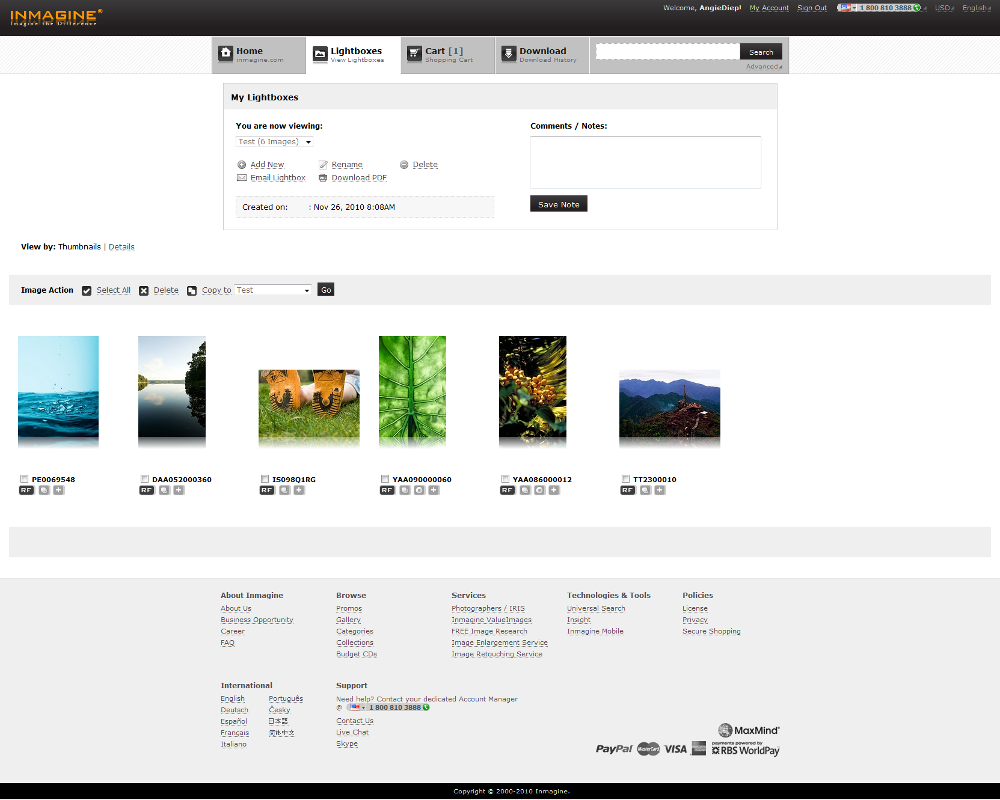 INMAGINE®
Imagine the Difference
Welcome, AngieDiep! My Account Sign Out 1 800 810 3888 USD English
Home
inmagine.com
Lightboxes
View Lightboxes
Cart [1]
Shopping Cart
Download
Download History
Search
Advanced
My Lightboxes
You are now viewing:
Test (6 Images)
Add New Rename Delete
Email Lightbox Download PDF
Created on: : Nov 26, 2010 8:08AM
Comments / Notes:
Save Note
View by: Thumbnails | Details
Image Action Select All Delete Copy to Test Go
PE0069548
RF
DAA052000360
RF
IS098Q1RG
RF
YAA090000060
RF
YAA086000012
RF
TT2300010
RF
About Inmagine
About Us
Business Opportunity
Career
FAQ
Browse
Promos
Gallery
Categories
Collections
Budget CDs
Services
Photographers / IRIS
Inmagine ValueImages
FREE Image Research
Image Enlargement Service
Image Retouching Service
Technologies & Tools
Universal Search
Insight
Inmagine Mobile
Policies
License
Privacy
Secure Shopping
International
English
Deutsch
Español
Français
Italiano
Português
Česky
日本語
简体中文
Support
Need help? Contact your dedicated Account Manager
@ 1 800 810 3888
Contact Us
Live Chat
Skype
MaxMind
PayPal MasterCard VISA
payments powered by
RBS WorldPay
Copyright © 2000-2010 Inmagine.